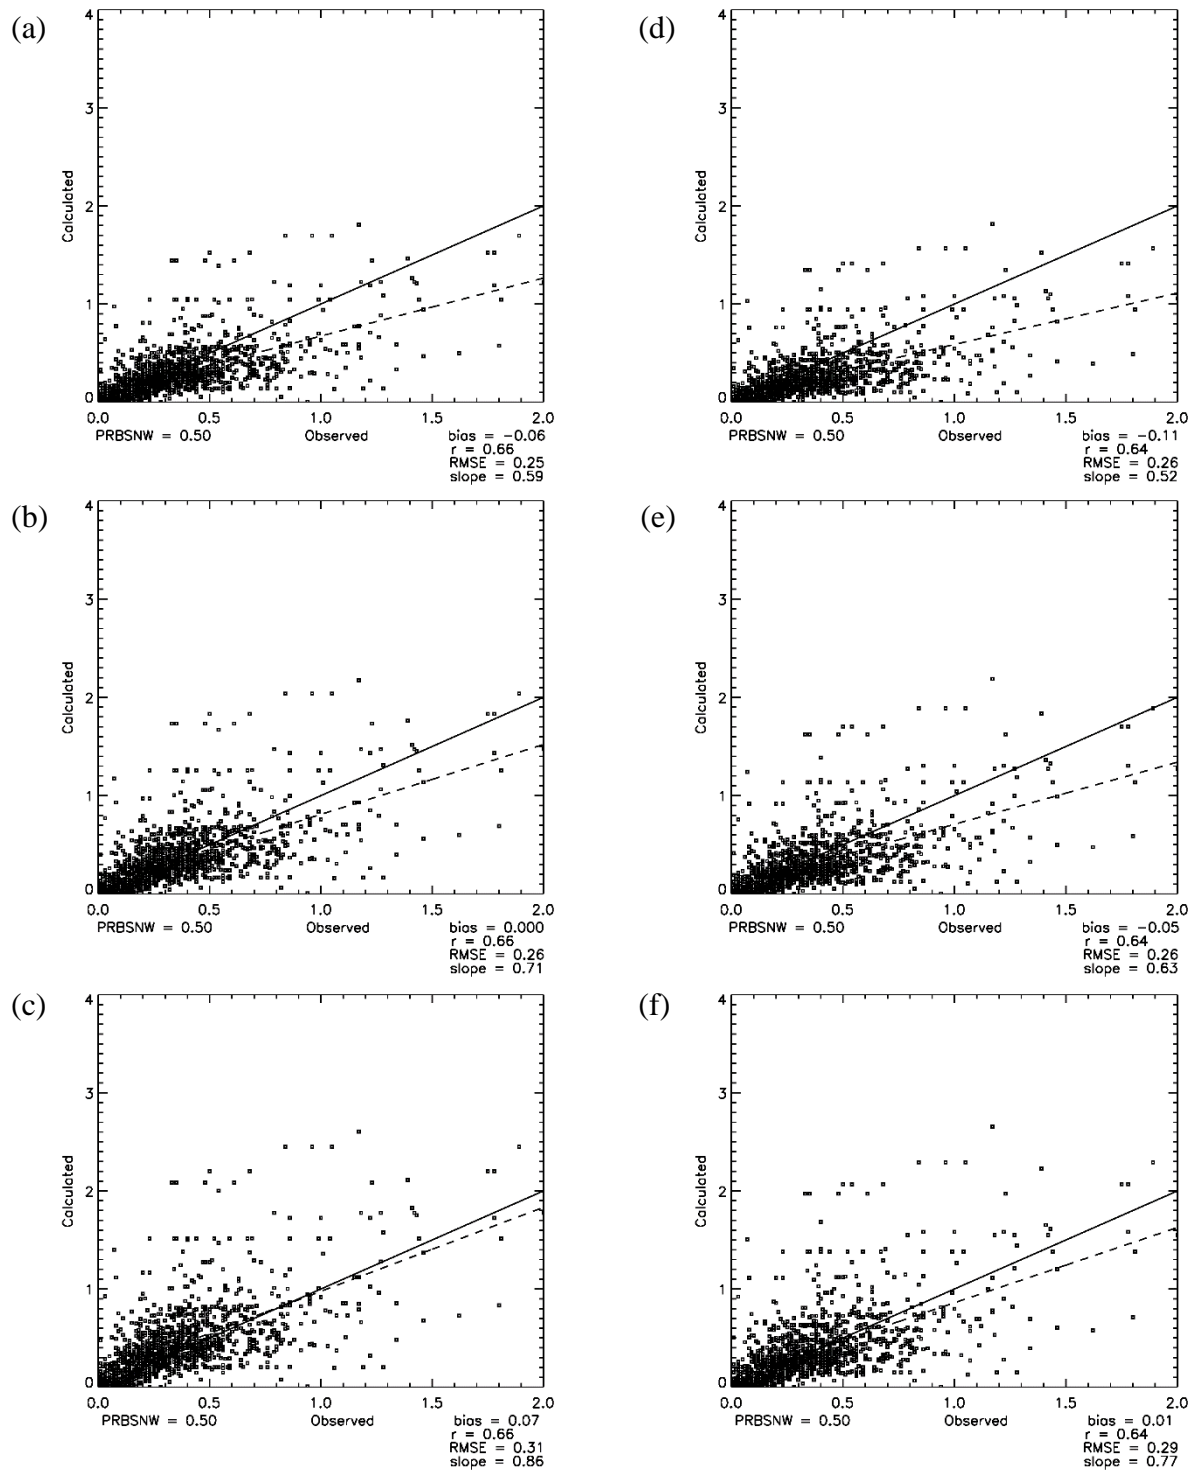 (a)
4
3
2
1
0
Calculated
0.0 0.5 1.0 1.5 2.0
PRBSNW = 0.50 Observed bias = −0.06
r = 0.66
RMSE = 0.25
slope = 0.59
(d)
4
3
2
1
0
Calculated
0.0 0.5 1.0 1.5 2.0
PRBSNW = 0.50 Observed bias = −0.11
r = 0.64
RMSE = 0.26
slope = 0.52
(b)
4
3
2
1
0
Calculated
0.0 0.5 1.0 1.5 2.0
PRBSNW = 0.50 Observed bias = 0.000
r = 0.66
RMSE = 0.26
slope = 0.71
(e)
4
3
2
1
0
Calculated
0.0 0.5 1.0 1.5 2.0
PRBSNW = 0.50 Observed bias = −0.05
r = 0.64
RMSE = 0.26
slope = 0.63
(c)
4
3
2
1
0
Calculated
0.0 0.5 1.0 1.5 2.0
PRBSNW = 0.50 Observed bias = 0.07
r = 0.66
RMSE = 0.31
slope = 0.86
(f)
4
3
2
1
0
Calculated
0.0 0.5 1.0 1.5 2.0
PRBSNW = 0.50 Observed bias = 0.01
r = 0.64
RMSE = 0.29
slope = 0.77